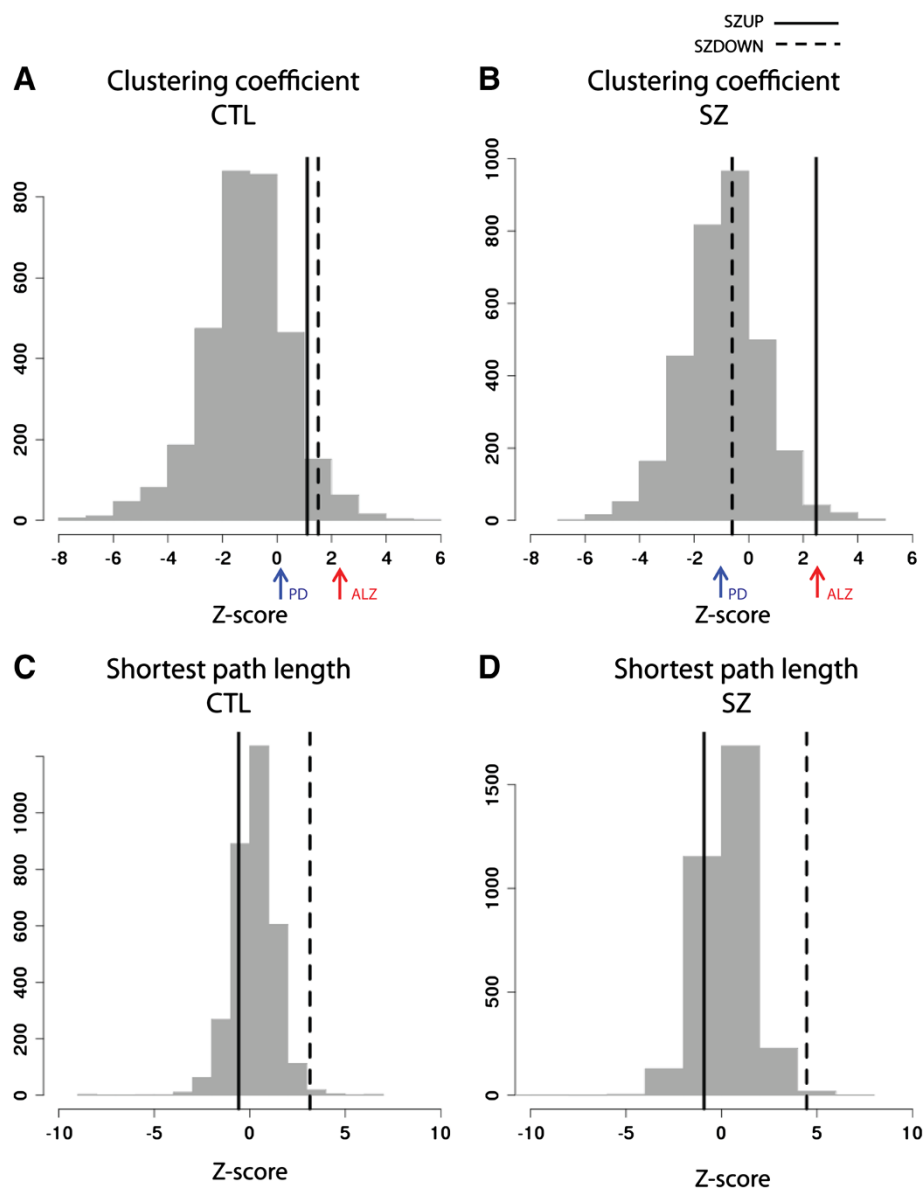 SZUP
SZDOWN
A
Clustering coefficient
CTL
0 200 400 600 800
-8 -6 -4 -2 0 2 4 6
PD
ALZ
Z-score
B
Clustering coefficient
SZ
0 200 400 600 800 1000
-8 -6 -4 -2 0 2 4 6
PD
ALZ
Z-score
C
Shortest path length
CTL
0 200 400 600 800 1000
-10 -5 0 5 10
Z-score
D
Shortest path length
SZ
0 500 1000 1500
-10 -5 0 5 10
Z-score